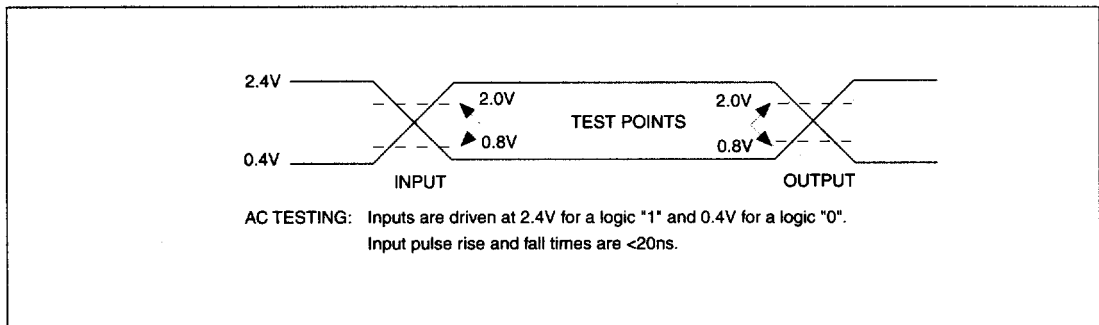 2.4V
2.0V
2.0V
TEST POINTS
0.8V
0.8V
0.4V
INPUT
OUTPUT
AC TESTING: Inputs are driven at 2.4V for a logic "1" and 0.4V for a logic "0".
Input pulse rise and fall times are <20ns.